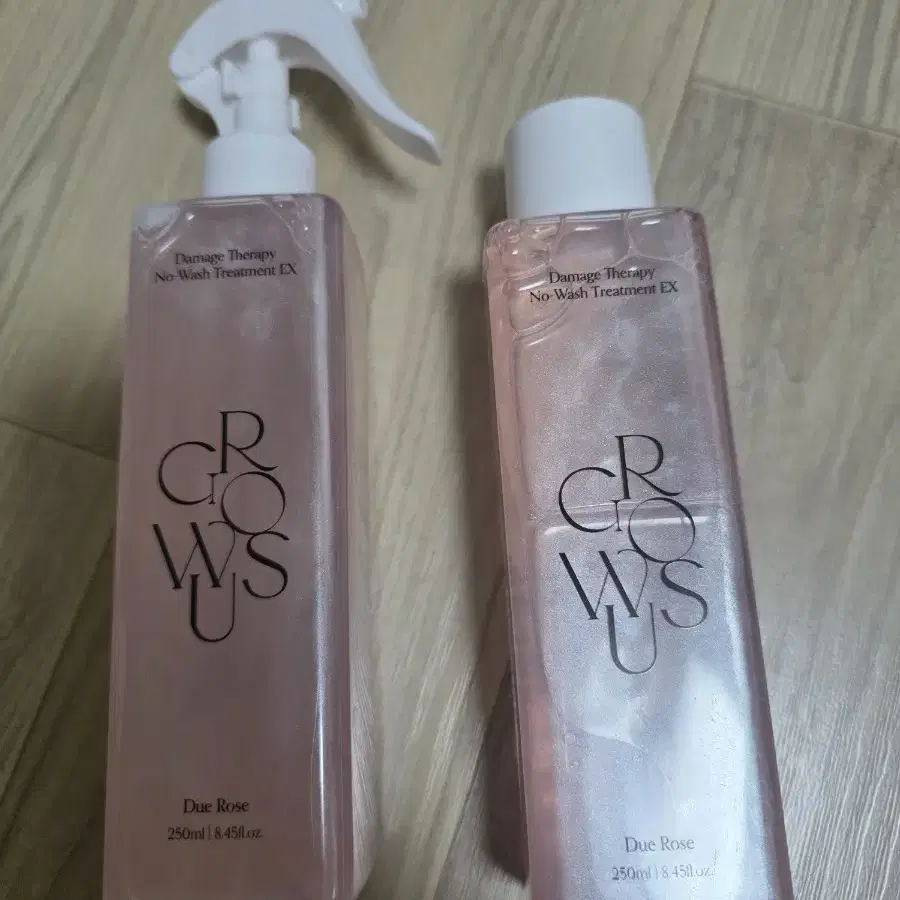 Damage Therapy
No-Wash Treatment EX
GROWUS
Due Rose
250ml | 8.45fl.oz.
Damage Therapy
No-Wash Treatment EX
GROWUS
Due Rose
250ml | 8.45fl.oz.